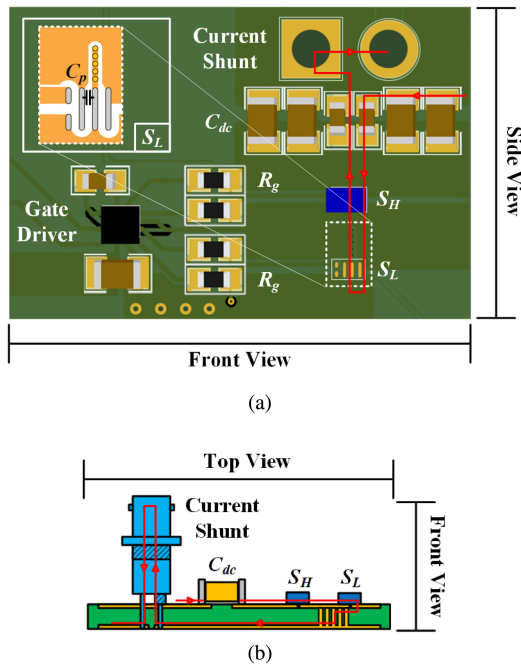 Current
Shunt
C_p
S_L
C_dc
R_g
S_H
Gate
Driver
R_g
S_L
Side View
Front View
(a)
Top View
Current
Shunt
C_dc
S_H
S_L
Front View
(b)